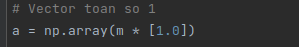 # Vector toan so 1
a = np.array(m * [1.0])